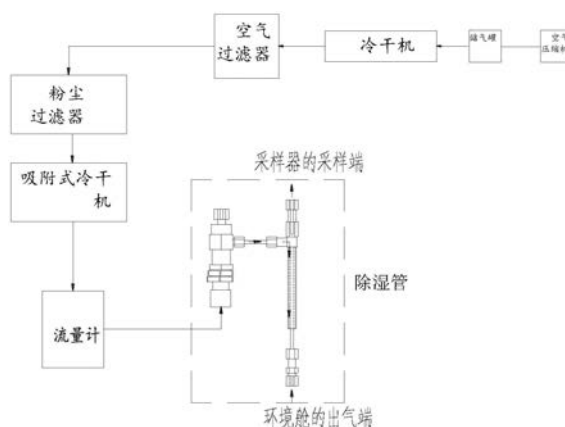 空气
过滤器
冷干机
储气罐
空气
压缩机
粉尘
过滤器
吸附式冷干
机
采样器的采样端
除湿管
流量计
环境舱的出气端